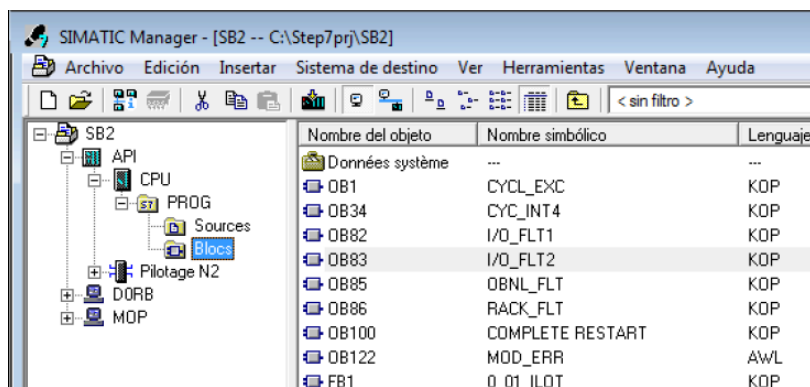 SIMATIC Manager - [SB2 -- C:\Step7prj\SB2]
Archivo Edición Insertar Sistema de destino Ver Herramientas Ventana Ayuda
< sin filtro >
SB2
API
CPU
PROG
Sources
Blocs
Pilotage N2
DORB
MOP
Nombre del objeto Nombre simbólico Lenguaje
Données système --- ---
OB1 CYCL_EXC KOP
OB34 CYC_INT4 KOP
OB82 I/O_FLT1 KOP
OB83 I/O_FLT2 KOP
OB85 OBNL_FLT KOP
OB86 RACK_FLT KOP
OB100 COMPLETE RESTART KOP
OB122 MOD_ERR AWL
FB1 0_01_ILOT KOP